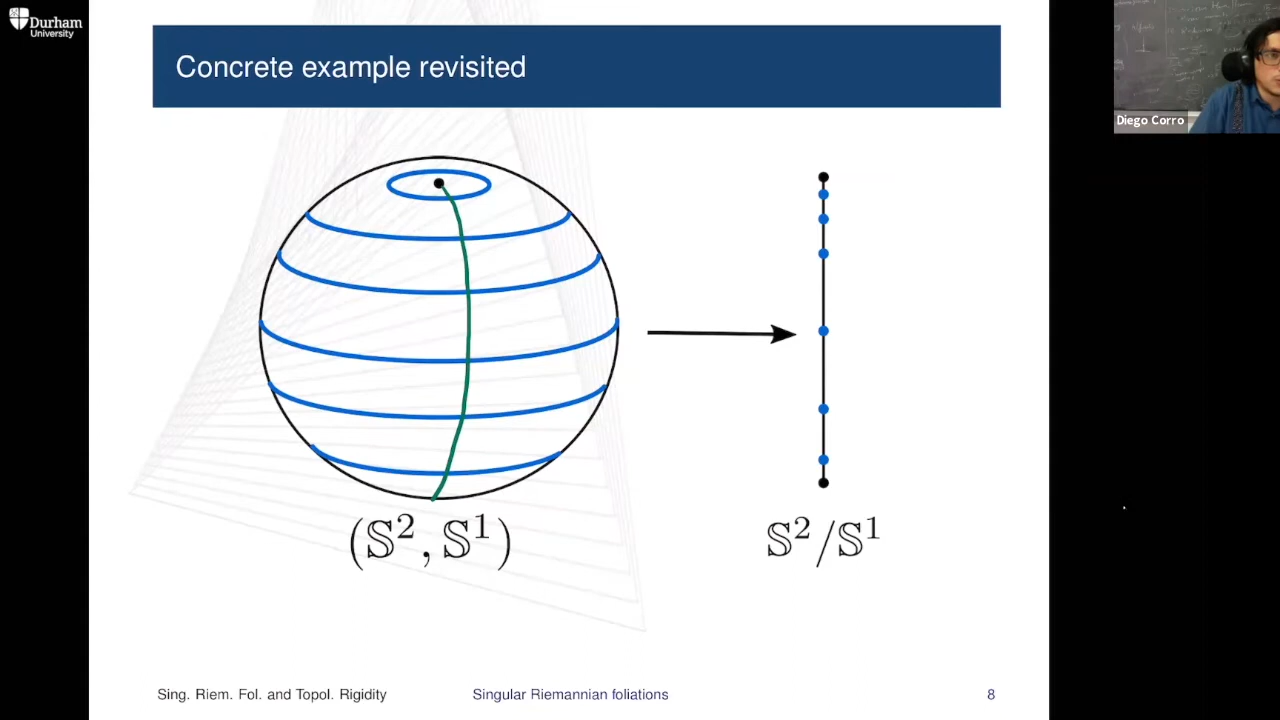 Durham
University
Concrete example revisited
Diego Corro
(𝕊², 𝕊¹)
𝕊²/𝕊¹
Sing. Riem. Fol. and Topol. Rigidity
Singular Riemannian foliations
8